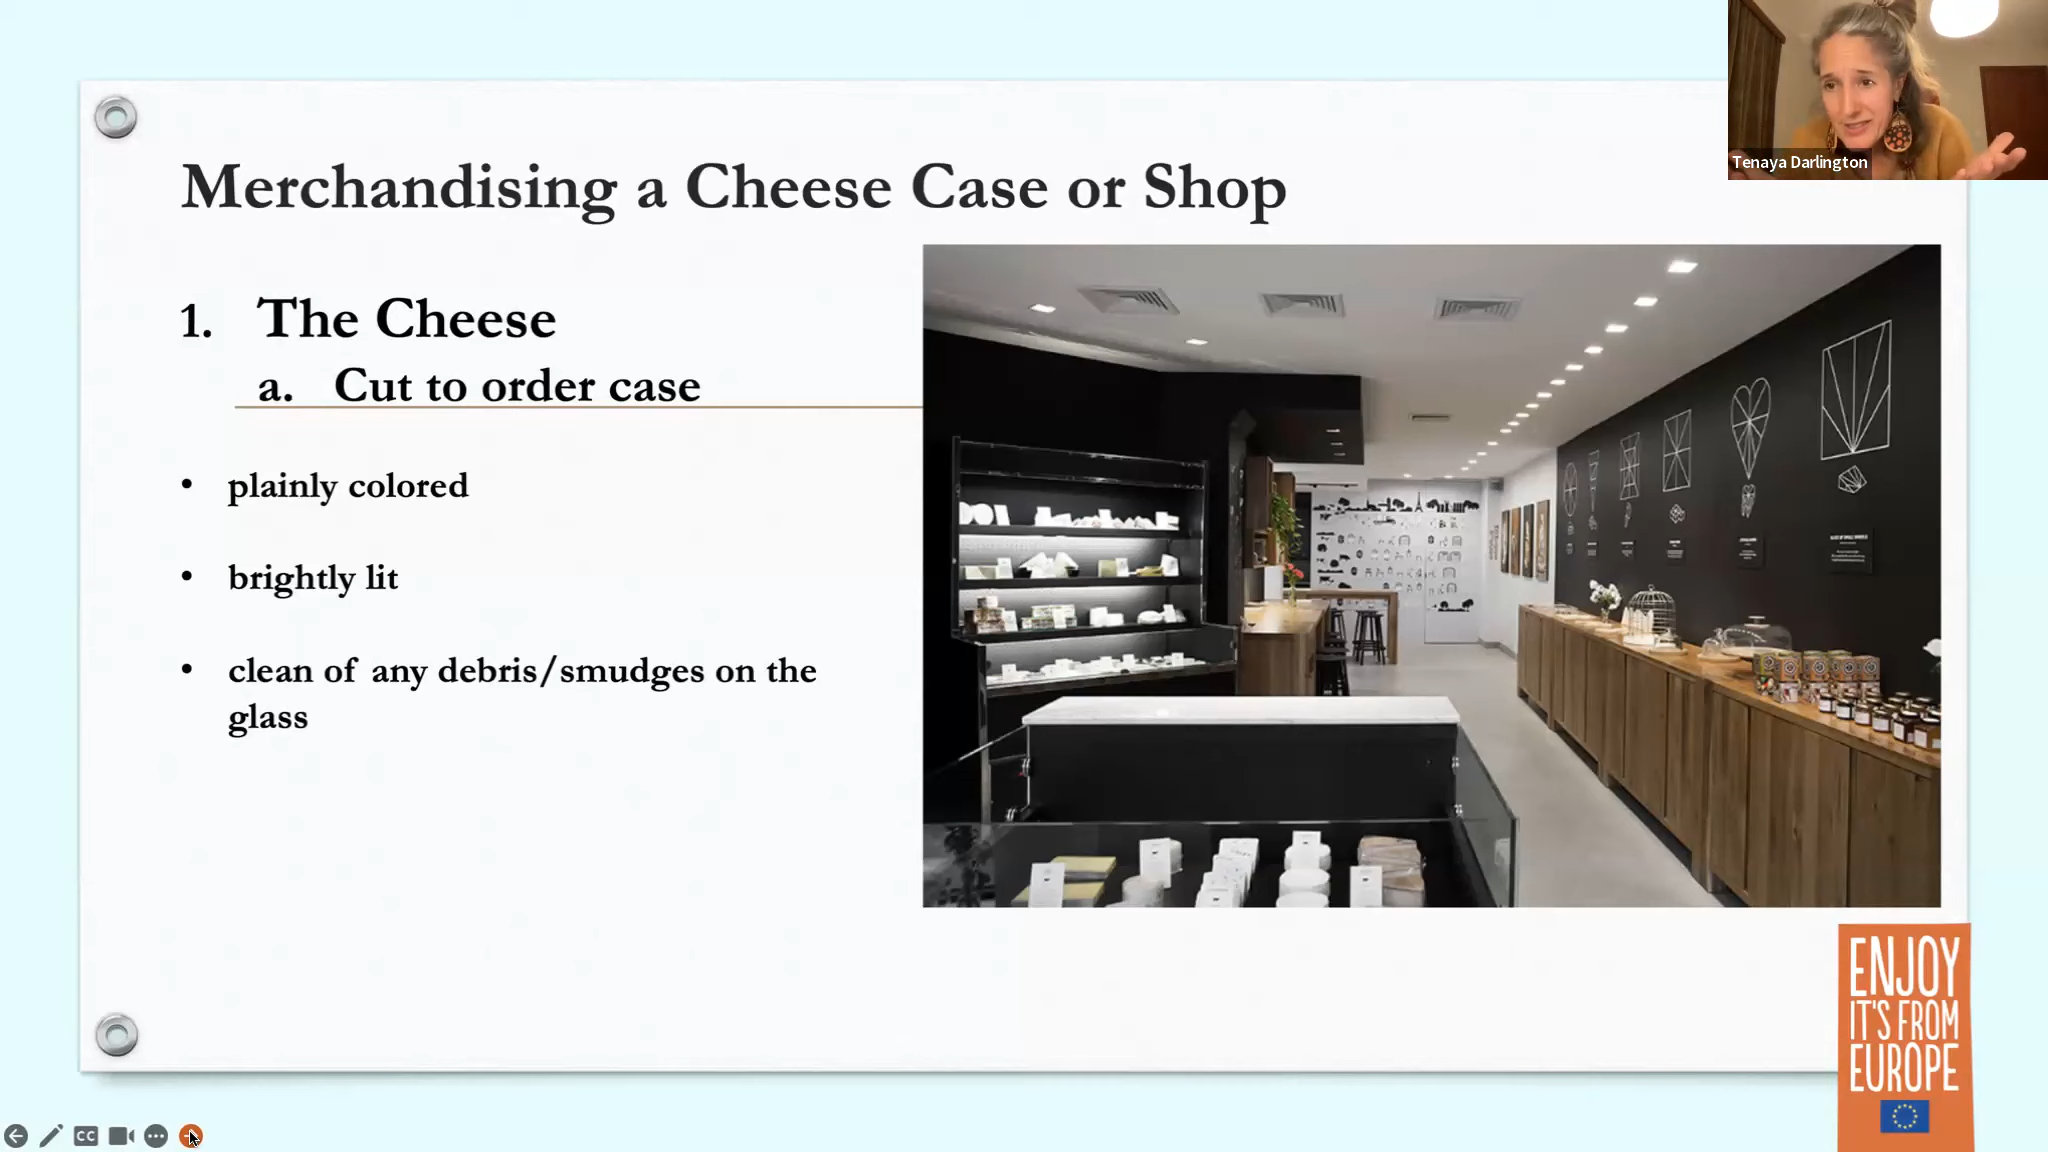 Tenaya Darlington
Merchandising a Cheese Case or Shop
1. The Cheese
a. Cut to order case
• plainly colored
• brightly lit
• clean of any debris/smudges on the
glass
ENJOY
IT'S FROM
EUROPE
CC